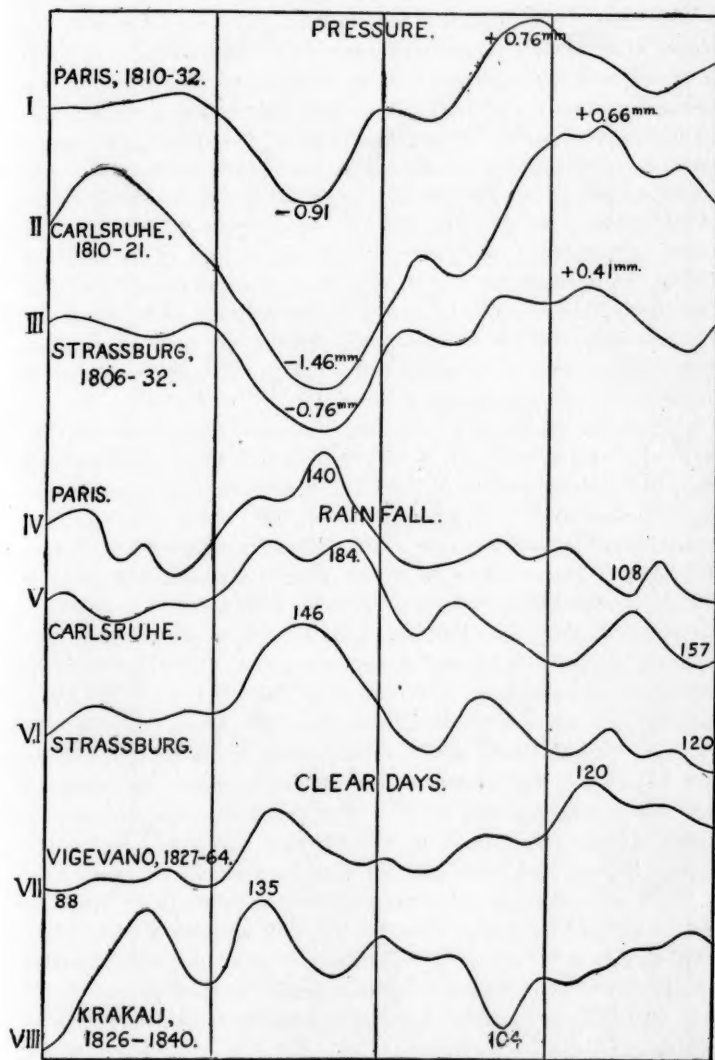 PRESSURE.
+ 0.76mm
PARIS, 1810-32.
I
+0.66mm.
-0.91
II
CARLSRUHE,
1810-21.
+0.41mm.
III
STRASSBURG,
1806-32.
-1.46mm
-0.76mm
140
PARIS.
IV
RAINFALL.
184.
108
V
146
CARLSRUHE.
157
VI
STRASSBURG.
120
CLEAR DAYS.
120
VIGEVANO, 1827-64.
VII
88
135
KRAKAU,
1826-1840.
VIII
104